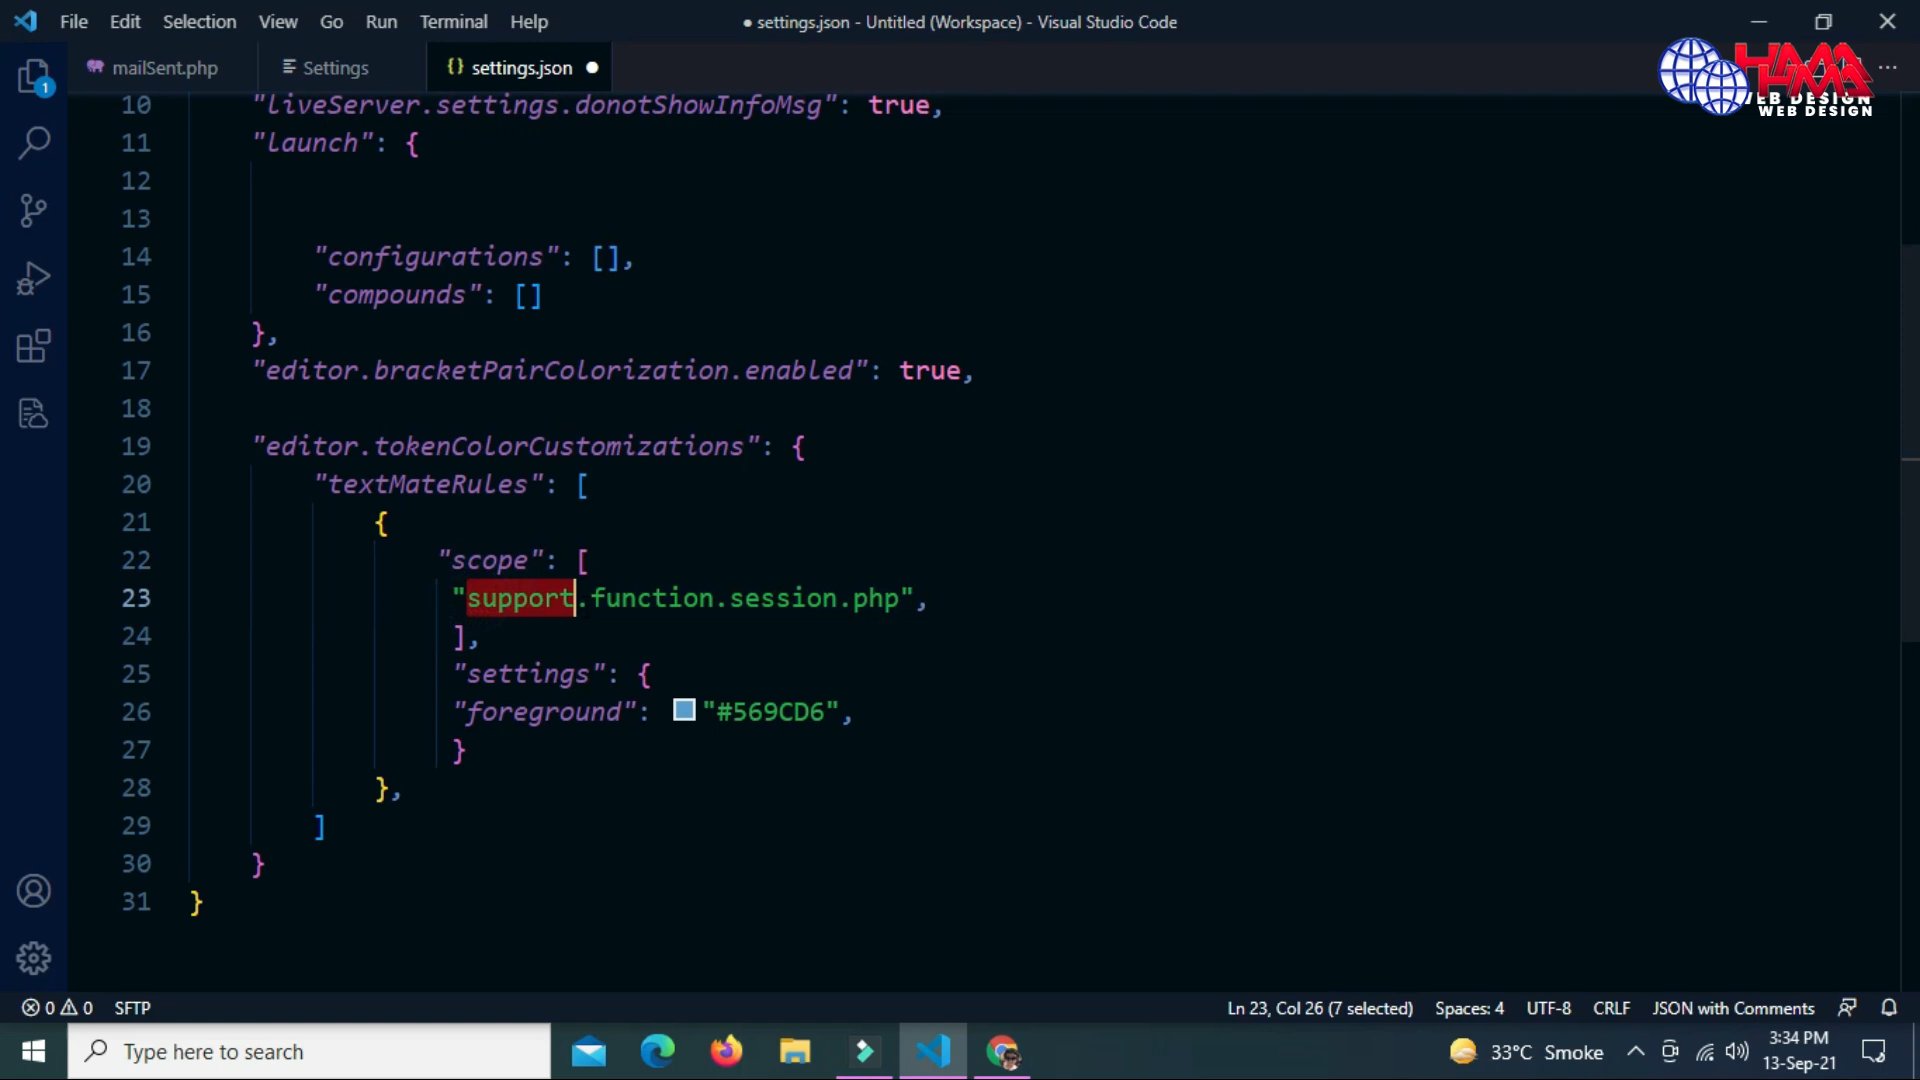 File Edit Selection View Go Run Terminal Help
● settings.json - Untitled (Workspace) - Visual Studio Code
mailSent.php
Settings
{} settings.json ●
HMA
WEB DESIGN
WEB DESIGN
1
10 "liveServer.settings.donotShowInfoMsg": true,
11 "launch": {
12
13
14 "configurations": [],
15 "compounds": []
16 },
17 "editor.bracketPairColorization.enabled": true,
18
19 "editor.tokenColorCustomizations": {
20 "textMateRules": [
21 {
22 "scope": [
23 "support.function.session.php",
24 ],
25 "settings": {
26 "foreground": "#569CD6",
27 }
28 },
29 ]
30 }
31 }
0 0 SFTP
Ln 23, Col 26 (7 selected) Spaces: 4 UTF-8 CRLF JSON with Comments
Type here to search
33°C Smoke
3:34 PM
13-Sep-21